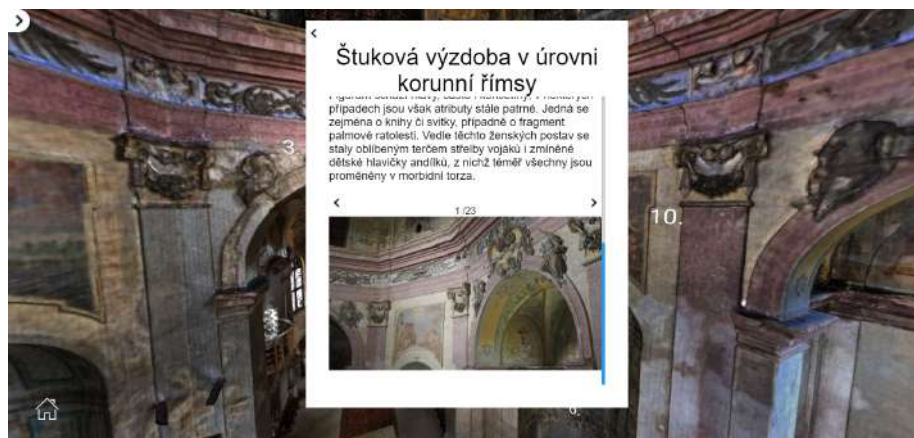 Štuková výzdoba v úrovni
korunní římsy
případech jsou však atributy stále patrné. Jedná se
zejména o knihy či svitky, případně o fragment
palmové ratolesti. Vedle těchto ženských postav se
staly oblíbeným terčem střelby vojáků i zmíněné
dětské hlavičky andílků, z nichž téměř všechny jsou
proměněny v morbidní torza.
1 /23
3.
10.